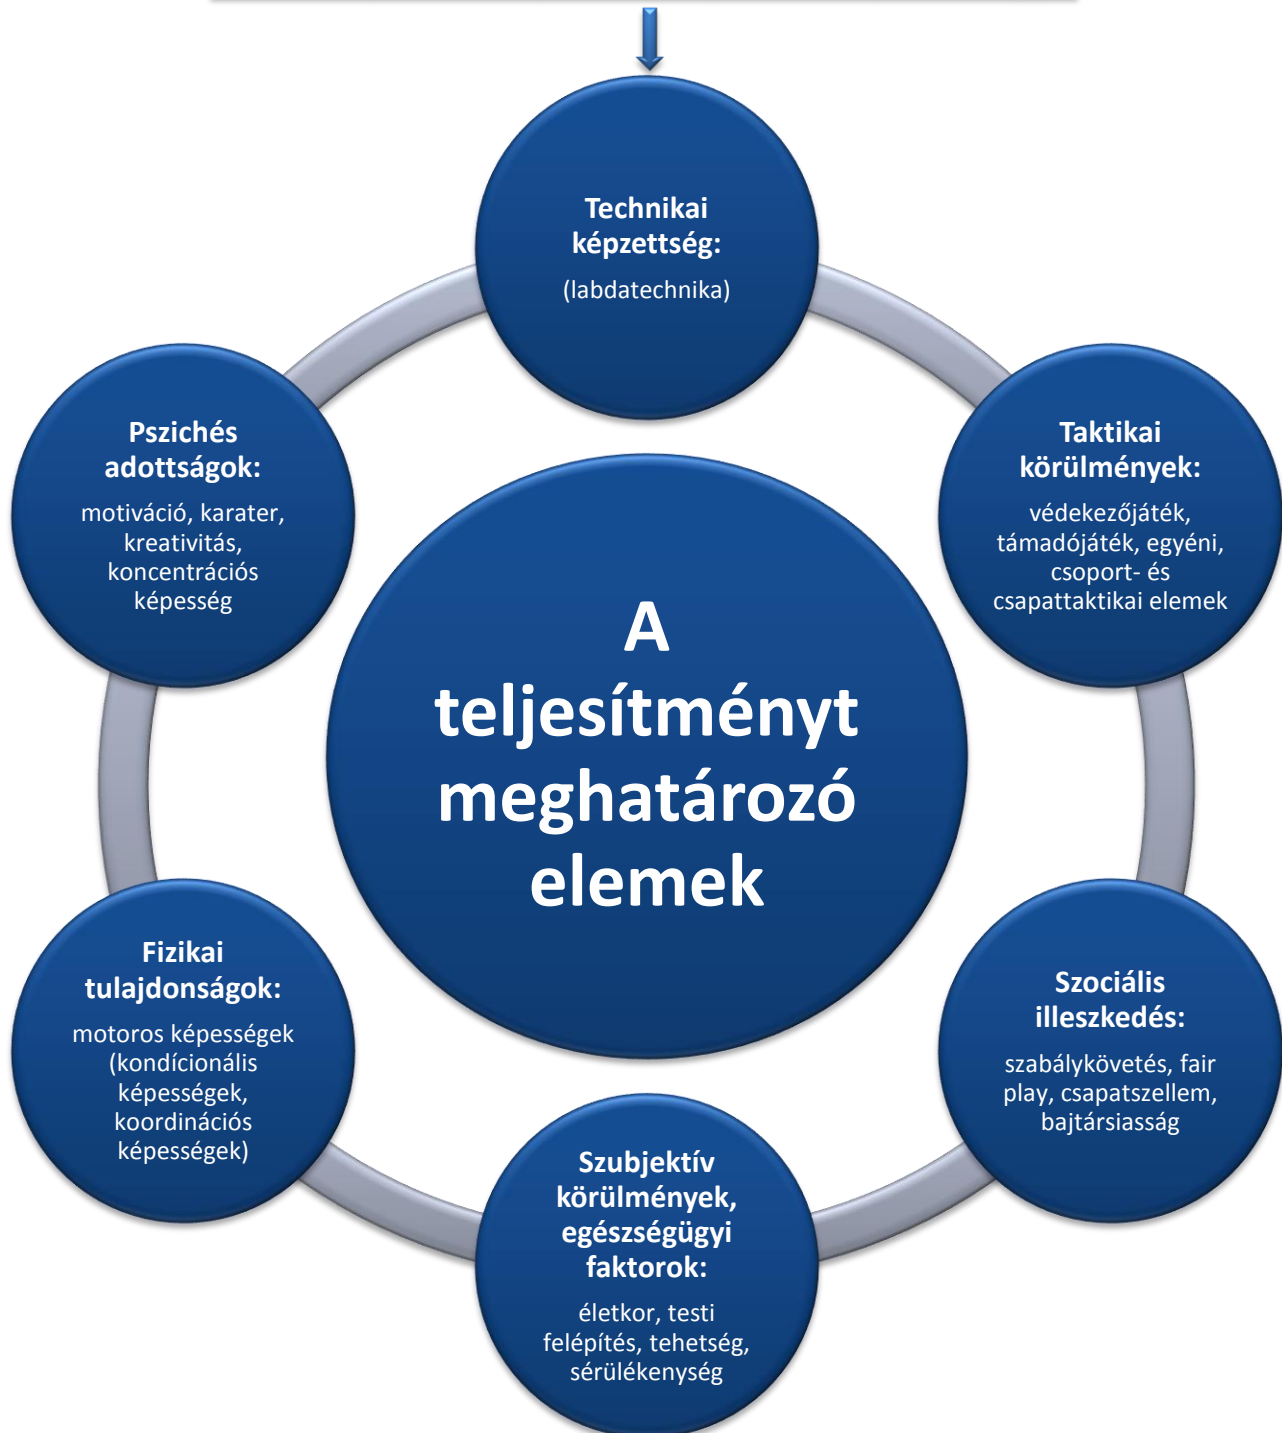 Technikai
képzettség:
(labdatechnika)
Taktikai
körülmények:
védekezőjáték,
támadójáték, egyéni,
csoport- és
csapattaktikai elemek
Szociális
illeszkedés:
szabálykövetés, fair
play, csapatszellem,
bajtársiasság
Szubjektív
körülmények,
egészségügyi
faktorok:
életkor, testi
felépítés, tehetség,
sérülékenység
Fizikai
tulajdonságok:
motoros képességek
(kondícionális
képességek,
koordinációs
képességek)
Pszichés
adottságok:
motiváció, karater,
kreativitás,
koncentrációs
képesség
A
teljesítményt
meghatározó
elemek